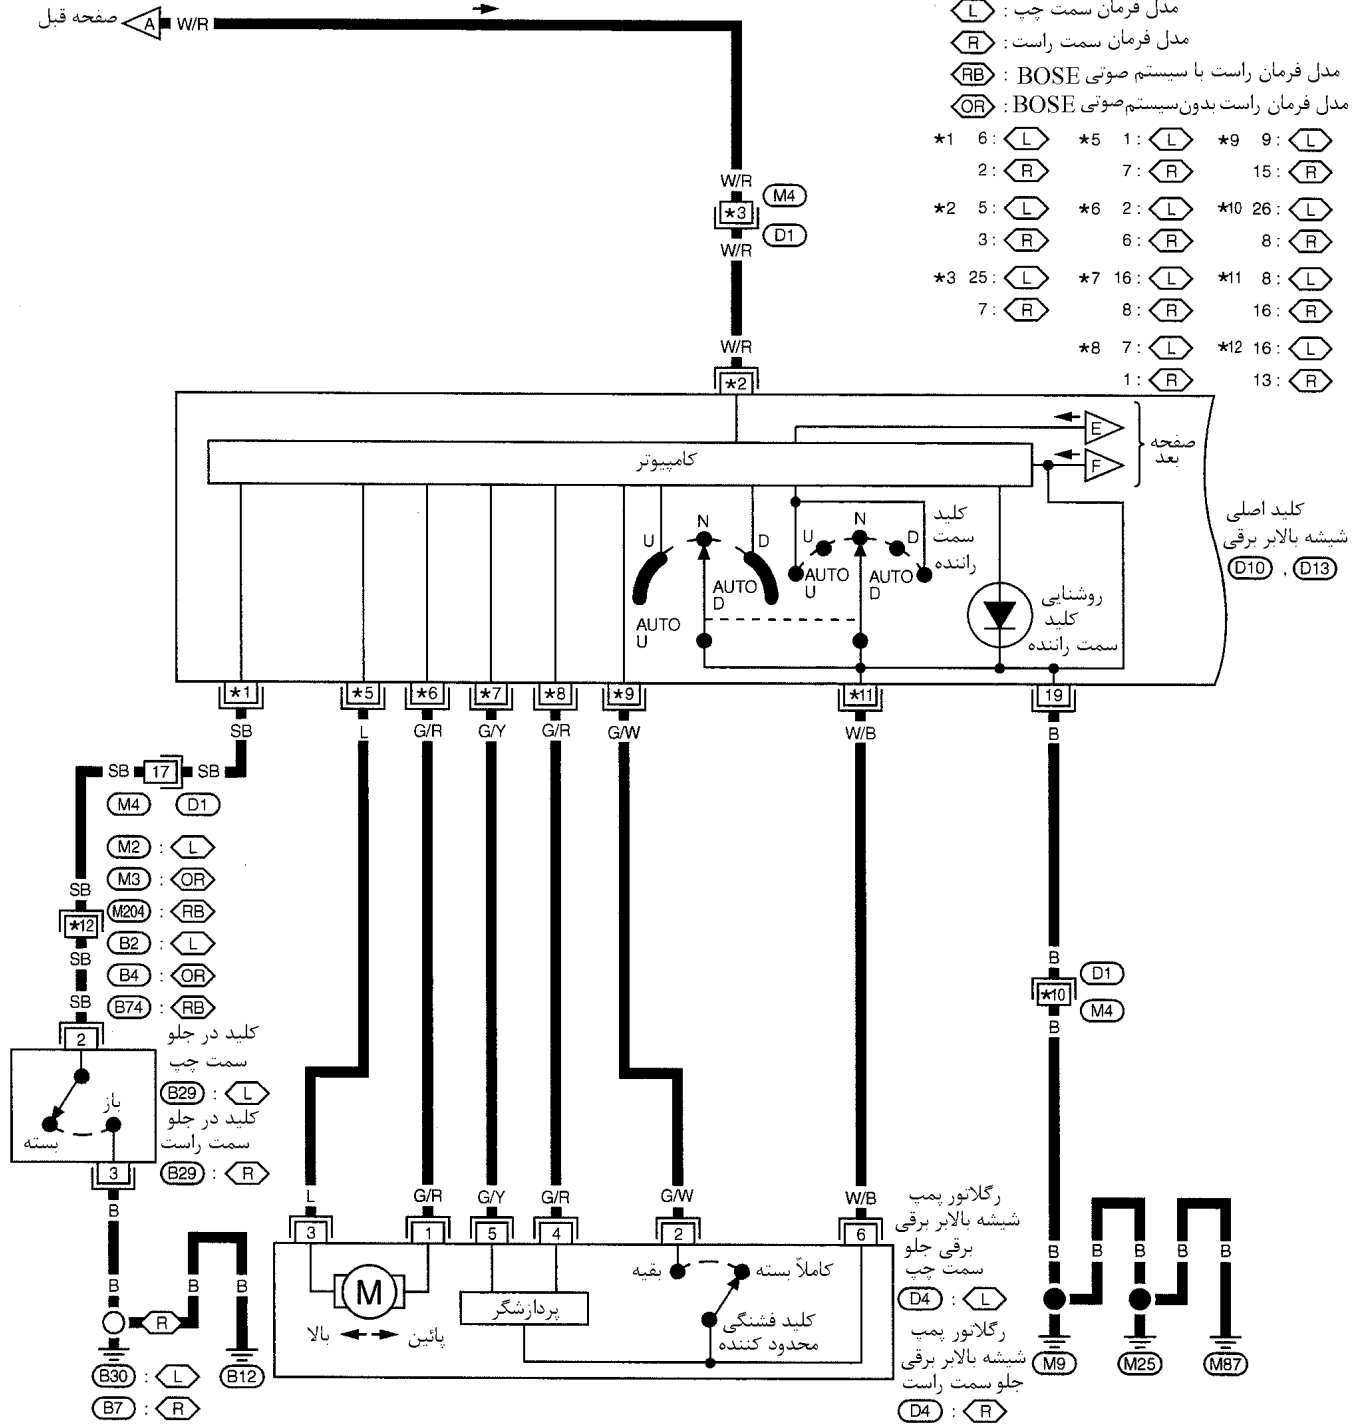 صفحه قبل A W/R
مدل فرمان سمت چپ : L
مدل فرمان سمت راست : R
مدل فرمان راست با سیستم صوتی BOSE : RB
مدل فرمان راست بدون سیستم صوتی BOSE : OR
*1 6 : L *5 1 : L *9 9 : L
2 : R 7 : R 15 : R
*2 5 : L *6 2 : L *10 26 : L
3 : R 6 : R 8 : R
*3 25 : L *7 16 : L *11 8 : L
7 : R 8 : R 16 : R
*8 7 : L *12 16 : L
1 : R 13 : R
W/R
*3 M4
D1
W/R
W/R
*2
E
F
صفحه
بعد
کامپیوتر
کلید اصلی
شیشه بالابر برقی
D10 , D13
U N D
AUTO
U
AUTO
D
U N D
AUTO
U
AUTO
D
کلید
سمت
راننده
روشنایی
کلید
سمت راننده
*1 *5 *6 *7 *8 *9 *11 19
SB L G/R G/Y G/R G/W W/B B
SB 17 SB
M4 D1
M2 : L
M3 : OR
M204 : RB
B2 : L
B4 : OR
B74 : RB
SB
*12
SB
SB
2
کلید در جلو
سمت چپ
B29 : L
کلید در جلو
سمت راست
B29 : R
باز
بسته
3
B
B
R
B B
B30 : L
B7 : R
B12
B
*10 D1
M4
B
L G/R G/Y G/R G/W W/B
3 1 5 4 2 6
M
بالا پائین
پردازشگر
بقیه کاملاً بسته
کلید فشنگی
محدود کننده
رگلاتور پمپ
شیشه بالابر برقی
برقی جلو
سمت چپ
D4 : L
رگلاتور پمپ
شیشه بالابر برقی
جلو سمت راست
D4 : R
B B B B B
M9 M25 M87